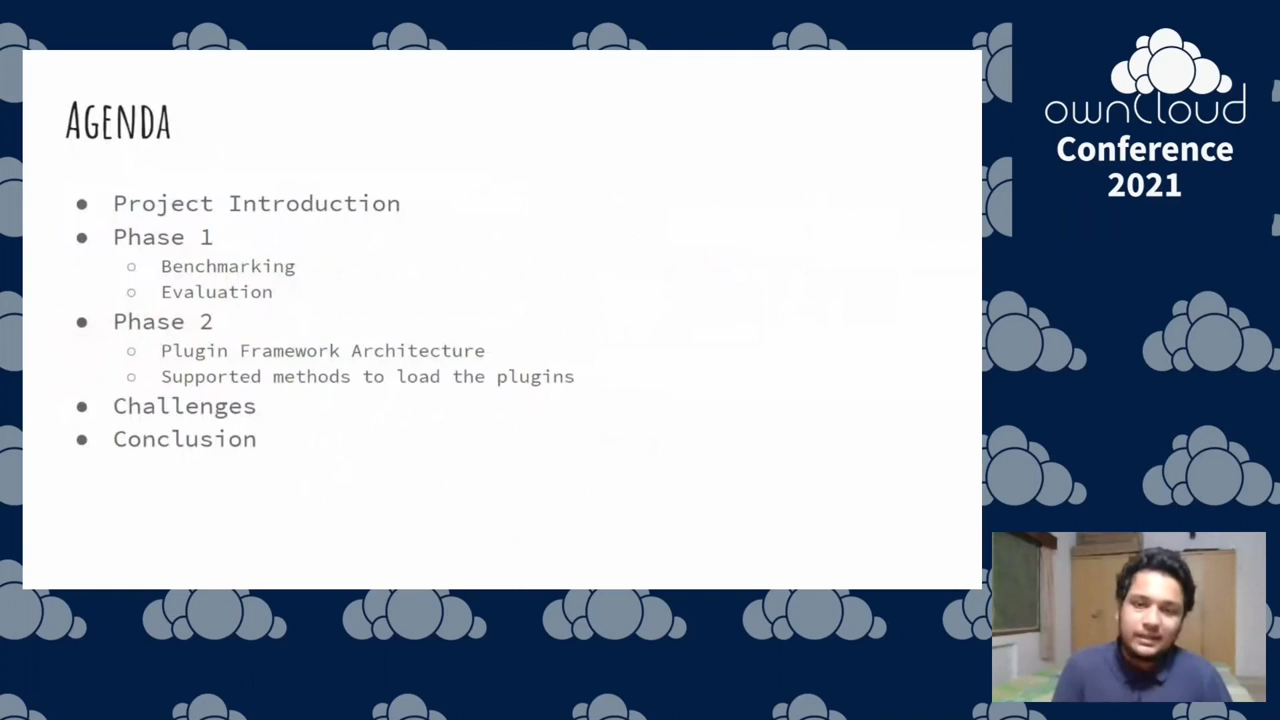 AGENDA
● Project Introduction
● Phase 1
○ Benchmarking
○ Evaluation
● Phase 2
○ Plugin Framework Architecture
○ Supported methods to load the plugins
● Challenges
● Conclusion
ownCloud
Conference
2021